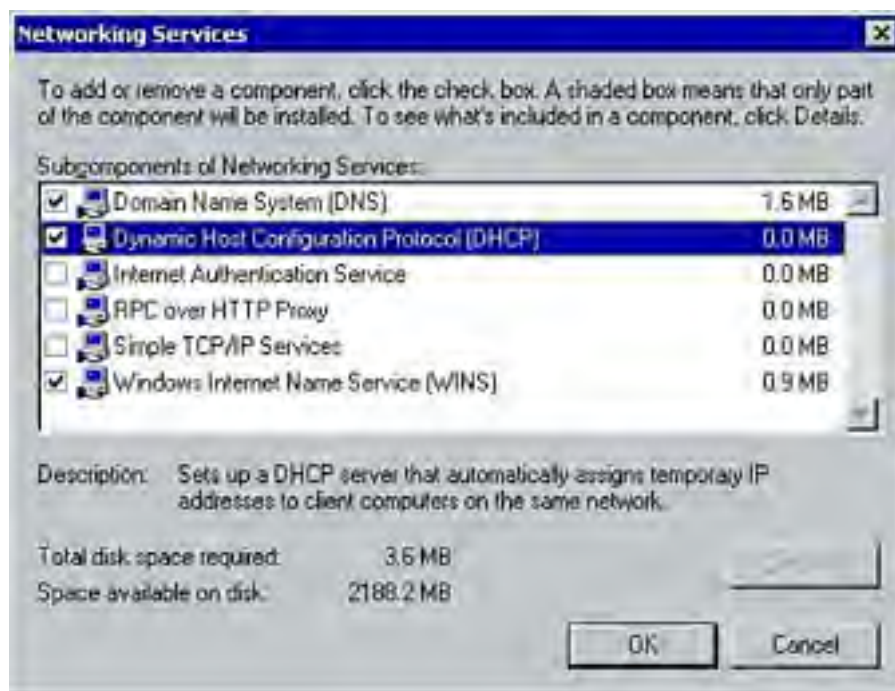 Networking Services
To add or remove a component, click the check box. A shaded box means that only part
of the component will be installed. To see what's included in a component, click Details.
Subcomponents of Networking Services:
Domain Name System (DNS) 1.6 MB
Dynamic Host Configuration Protocol (DHCP) 0.0 MB
Internet Authentication Service 0.0 MB
RPC over HTTP Proxy 0.0 MB
Simple TCP/IP Services 0.0 MB
Windows Internet Name Service (WINS) 0.9 MB
Description: Sets up a DHCP server that automatically assigns temporary IP
addresses to client computers on the same network.
Total disk space required: 3.6 MB
Space available on disk: 2188.2 MB
OK Cancel